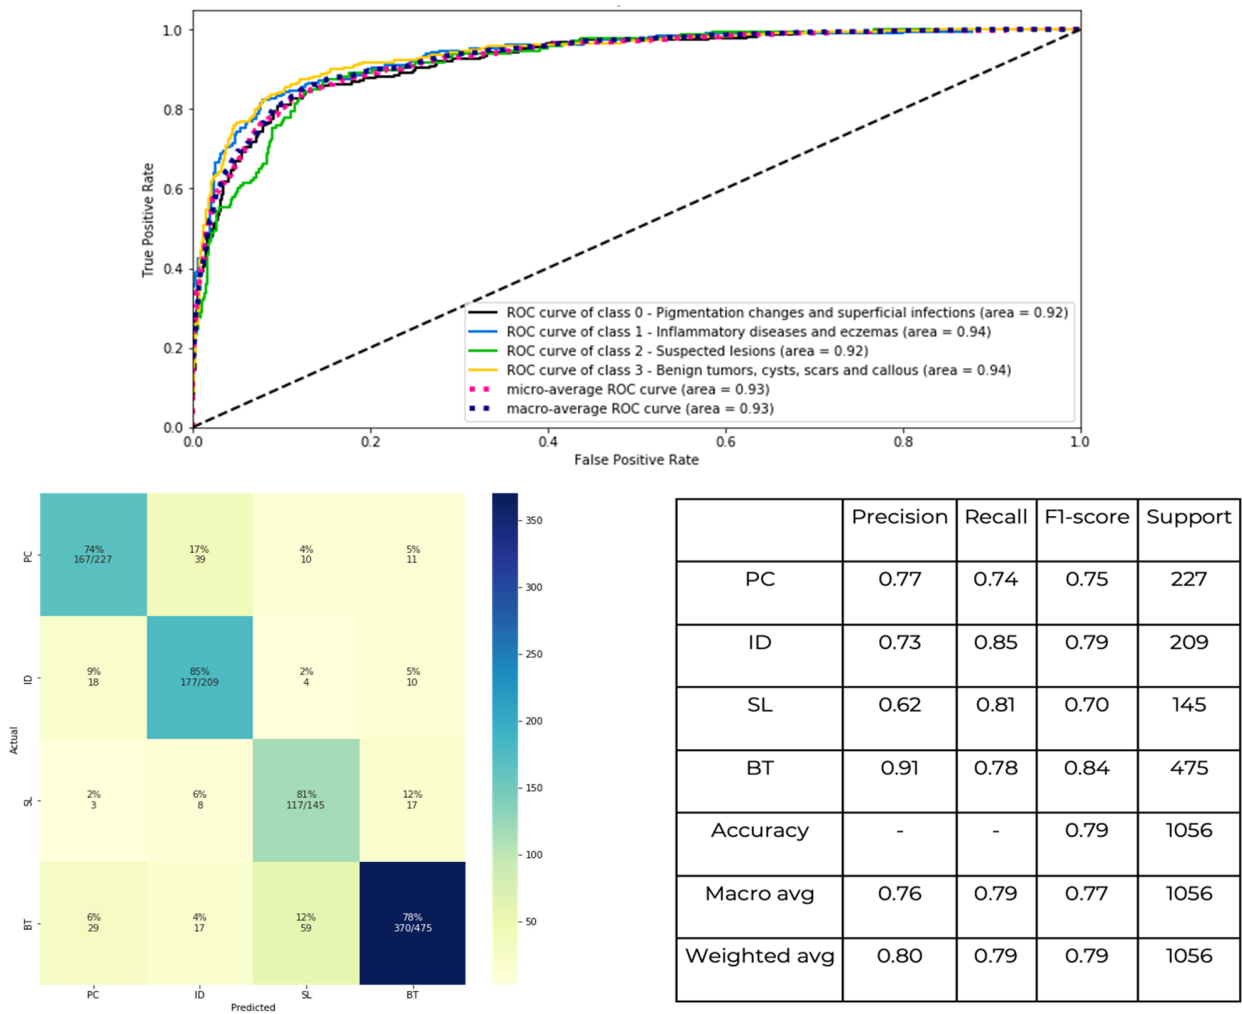 1.0
0.8
0.6
0.4
0.2
0.0
True Positive Rate
ROC curve of class 0 - Pigmentation changes and superficial infections (area = 0.92)
ROC curve of class 1 - Inflammatory diseases and eczemas (area = 0.94)
ROC curve of class 2 - Suspected lesions (area = 0.92)
ROC curve of class 3 - Benign tumors, cysts, scars and callous (area = 0.94)
micro-average ROC curve (area = 0.93)
macro-average ROC curve (area = 0.93)
0.0 0.2 0.4 0.6 0.8 1.0
False Positive Rate
Actual
PC
74% 17% 4% 5%
167/227 39 10 11
ID
9% 85% 2% 5%
18 177/209 4 10
SL
2% 6% 81% 12%
3 8 117/145 17
BT
6% 4% 12% 78%
29 17 59 370/475
PC ID SL BT
Predicted
350
300
250
200
150
100
50
Precision Recall F1-score Support
PC 0.77 0.74 0.75 227
ID 0.73 0.85 0.79 209
SL 0.62 0.81 0.70 145
BT 0.91 0.78 0.84 475
Accuracy - - 0.79 1056
Macro avg 0.76 0.79 0.77 1056
Weighted avg 0.80 0.79 0.79 1056